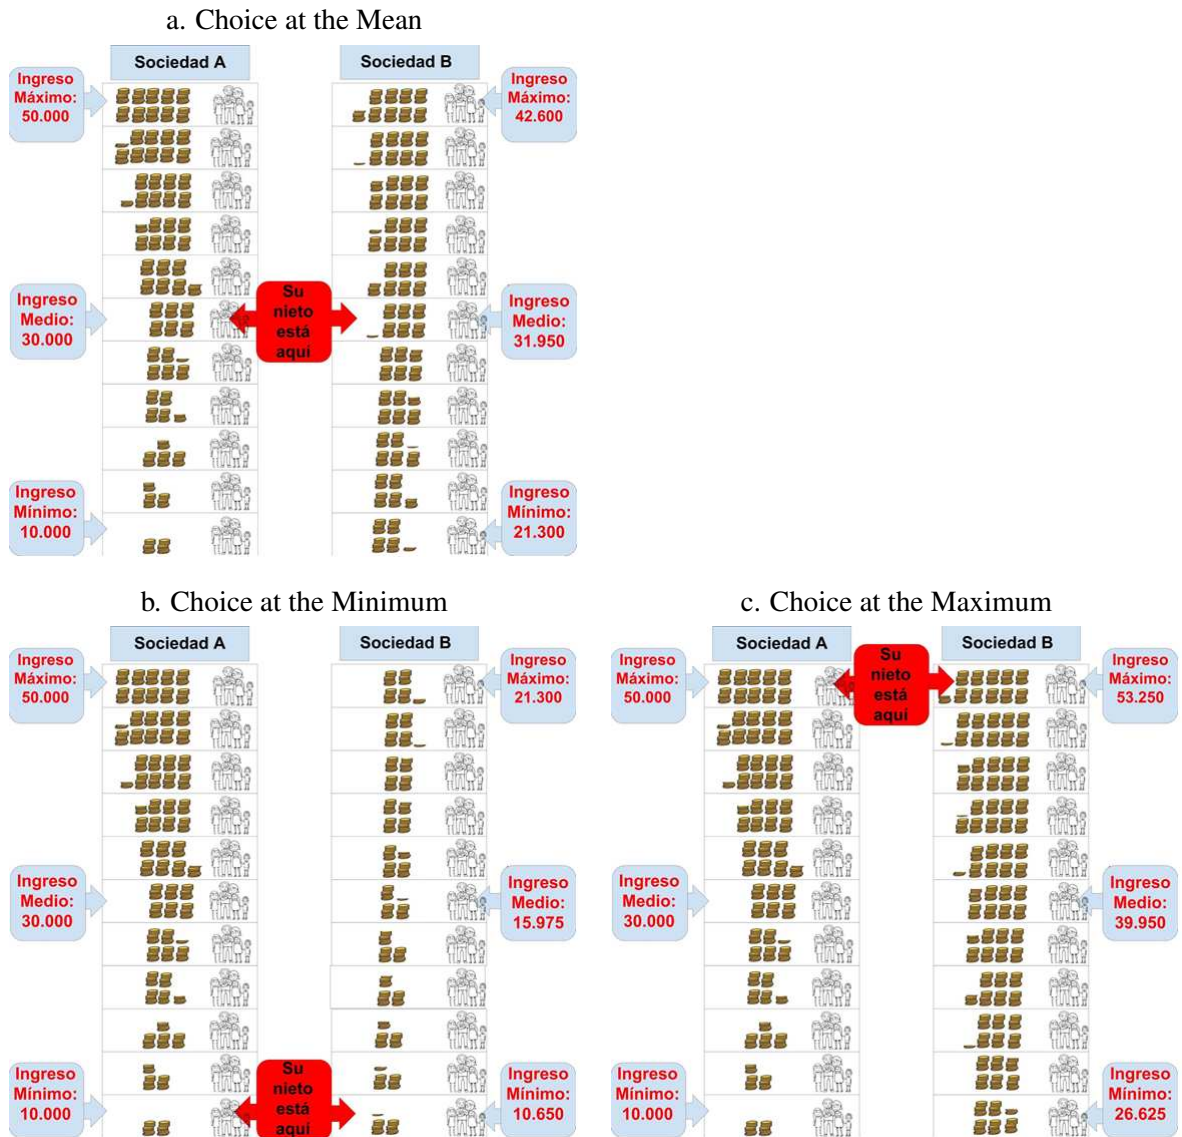 a. Choice at the Mean
Sociedad A
Sociedad B
Ingreso
Máximo:
50.000
Ingreso
Máximo:
42.600
Ingreso
Medio:
30.000
Su
nieto
está
aquí
Ingreso
Medio:
31.950
Ingreso
Mínimo:
10.000
Ingreso
Mínimo:
21.300
b. Choice at the Minimum
Sociedad A
Sociedad B
Ingreso
Máximo:
50.000
Ingreso
Máximo:
21.300
Ingreso
Medio:
30.000
Ingreso
Medio:
15.975
Ingreso
Mínimo:
10.000
Su
nieto
está
aquí
Ingreso
Mínimo:
10.650
c. Choice at the Maximum
Sociedad A
Sociedad B
Ingreso
Máximo:
50.000
Su
nieto
está
aquí
Ingreso
Máximo:
53.250
Ingreso
Medio:
30.000
Ingreso
Medio:
39.950
Ingreso
Mínimo:
10.000
Ingreso
Mínimo:
26.625